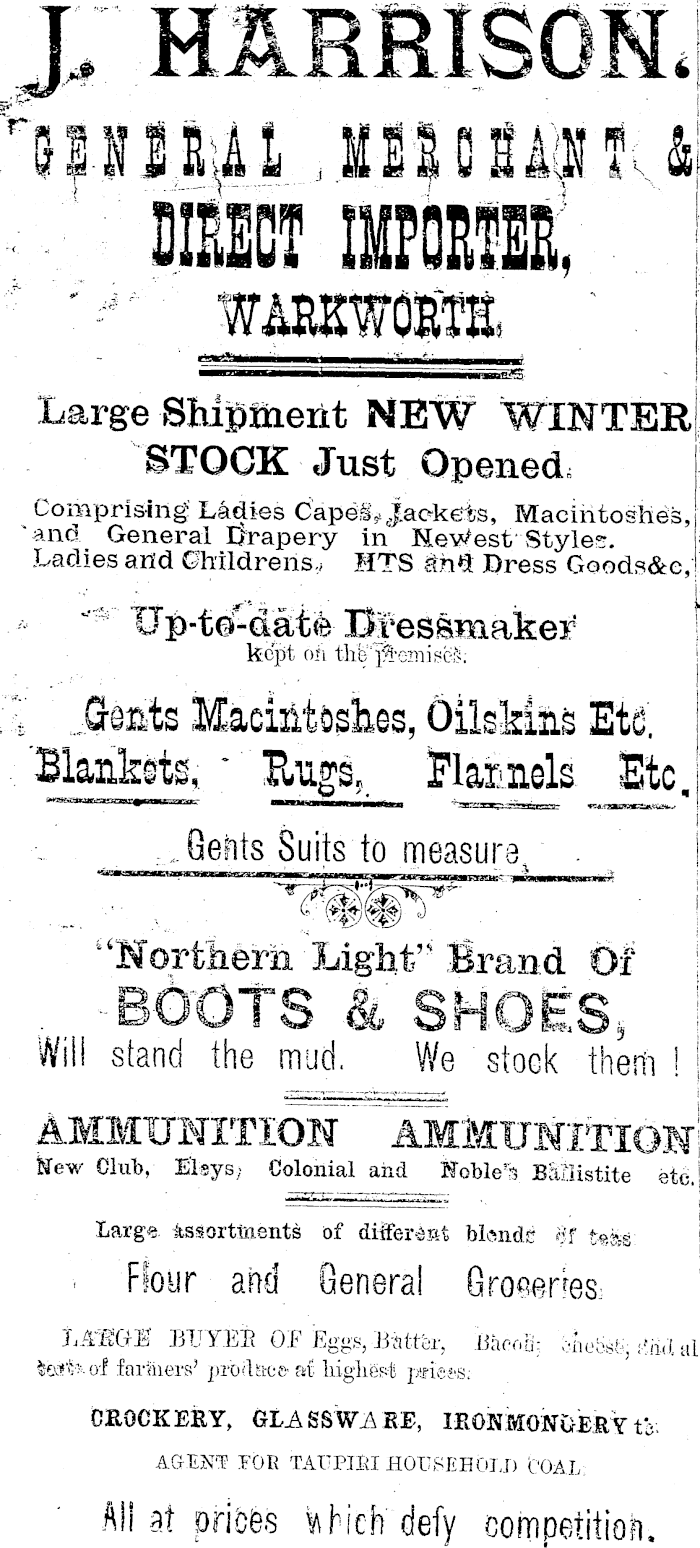 J. HARRISON.
GENERAL MERCHANT &
DIRECT IMPORTER,
WARKWORTH.
Large Shipment NEW WINTER
STOCK Just Opened.
Comprising Ladies Capes, Jackets, Macintoshes,
and General Drapery in Newest Styles.
Ladies and Childrens, HTS and Dress Goods &c,
Up-to-date Dressmaker
kept on the premises.
Gents Macintoshes, Oilskins Etc.
Blankets, Rugs, Flannels Etc.
Gents Suits to measure,
"Northern Light" Brand Of
BOOTS & SHOES,
Will stand the mud. We stock them !
AMMUNITION AMMUNITION
New Club, Eleys, Colonial and Noble's Ballistite etc.
Large assortments of different blends of teas
Flour and General Groceries.
LARGE BUYER OF Eggs, Butter, Bacon, cheese, and al
sorts of farmers' produce at highest prices.
CROCKERY, GLASSWARE, IRONMONGERY
AGENT FOR TAUPIRI HOUSEHOLD COAL.
All at prices which defy competition.